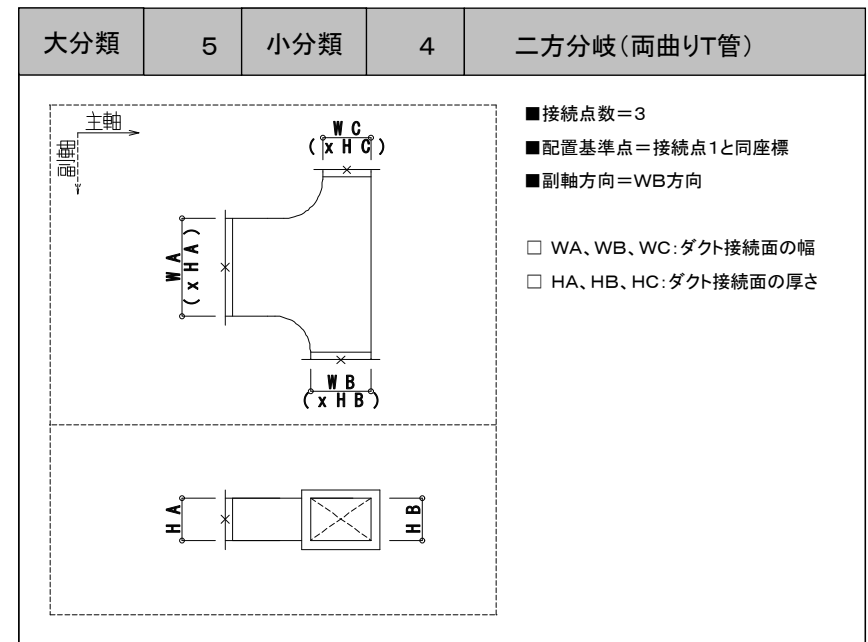 大分類 5 小分類 4 二方分岐(両曲りT管)
主軸
副軸
WC
(xHC)
WA
(xHA)
WB
(xHB)
HA
HB
■接続点数=3
■配置基準点=接続点1と同座標
■副軸方向=WB方向
□ WA、WB、WC:ダクト接続面の幅
□ HA、HB、HC:ダクト接続面の厚さ